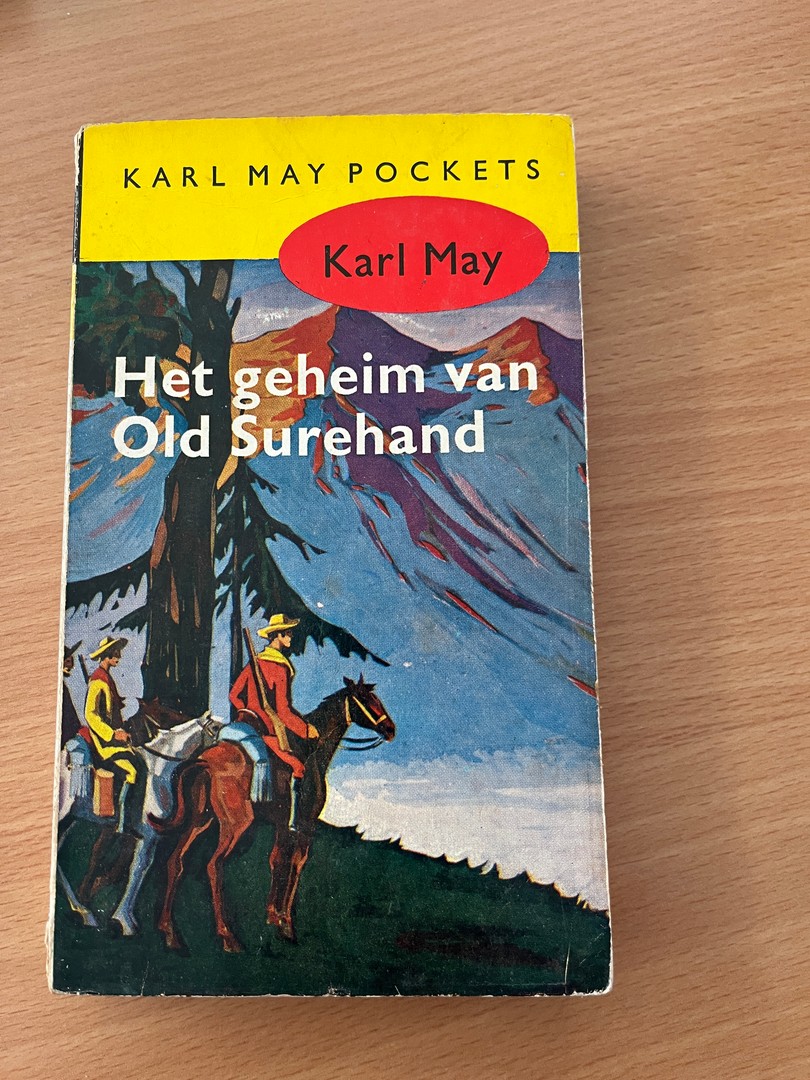 KARL MAY POCKETS
Karl May
Het geheim van
Old Surehand